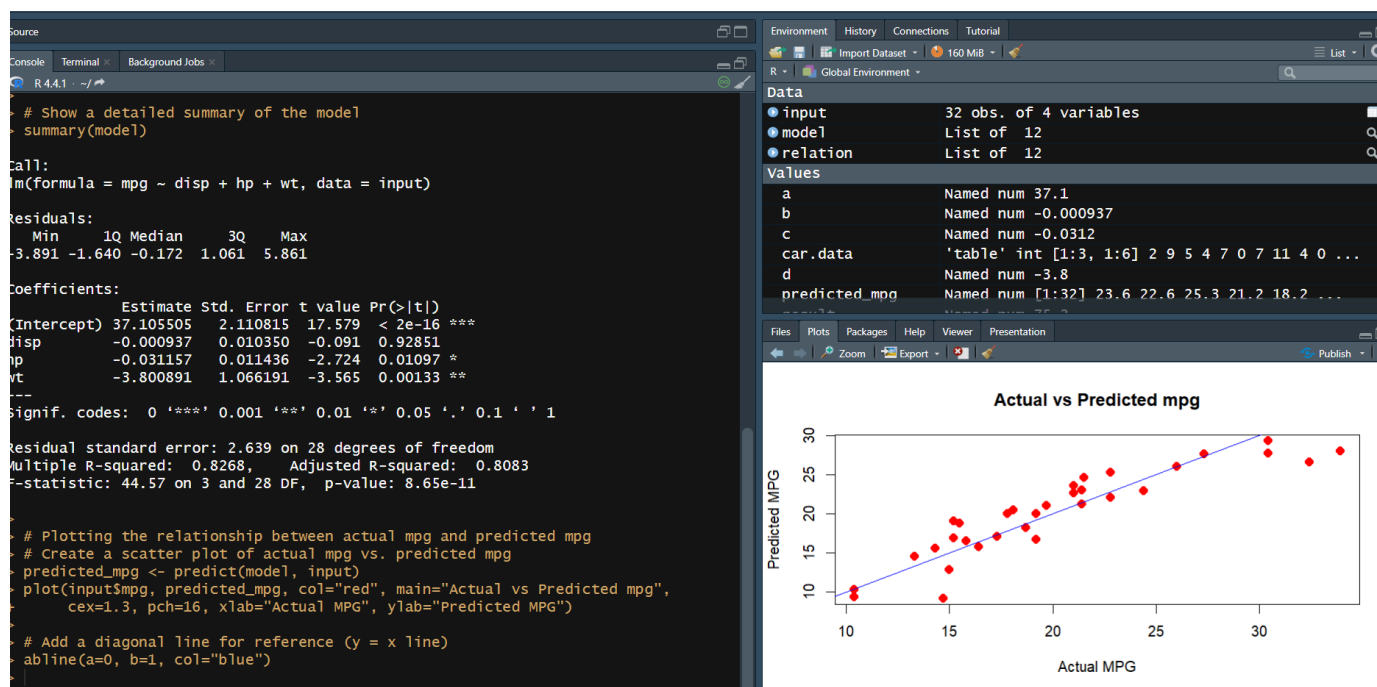 Source
Console Terminal Background Jobs
R 4.4.1 · ~/
>
> # Show a detailed summary of the model
> summary(model)
Call:
lm(formula = mpg ~ disp + hp + wt, data = input)
Residuals:
Min 1Q Median 3Q Max
-3.891 -1.640 -0.172 1.061 5.861
Coefficients:
Estimate Std. Error t value Pr(>|t|)
(Intercept) 37.105505 2.110815 17.579 < 2e-16 ***
disp -0.000937 0.010350 -0.091 0.92851
hp -0.031157 0.011436 -2.724 0.01097 *
wt -3.800891 1.066191 -3.565 0.00133 **
---
Signif. codes: 0 ‘***’ 0.001 ‘**’ 0.01 ‘*’ 0.05 ‘.’ 0.1 ‘ ’ 1
Residual standard error: 2.639 on 28 degrees of freedom
Multiple R-squared: 0.8268, Adjusted R-squared: 0.8083
F-statistic: 44.57 on 3 and 28 DF, p-value: 8.65e-11
>
> # Plotting the relationship between actual mpg and predicted mpg
> # Create a scatter plot of actual mpg vs. predicted mpg
> predicted_mpg <- predict(model, input)
> plot(input$mpg, predicted_mpg, col="red", main="Actual vs Predicted mpg",
+ cex=1.3, pch=16, xlab="Actual MPG", ylab="Predicted MPG")
>
> # Add a diagonal line for reference (y = x line)
> abline(a=0, b=1, col="blue")
>
Environment History Connections Tutorial
Import Dataset 160 MiB List
R Global Environment
Data
input 32 obs. of 4 variables
model List of 12
relation List of 12
Values
a Named num 37.1
b Named num -0.000937
c Named num -0.0312
car.data 'table' int [1:3, 1:6] 2 9 5 4 7 0 7 11 4 0 ...
d Named num -3.8
predicted_mpg Named num [1:32] 23.6 22.6 25.3 21.2 18.2 ...
Files Plots Packages Help Viewer Presentation
Zoom Export Publish
Actual vs Predicted mpg
Predicted MPG
30
25
20
15
10
10 15 20 25 30
Actual MPG